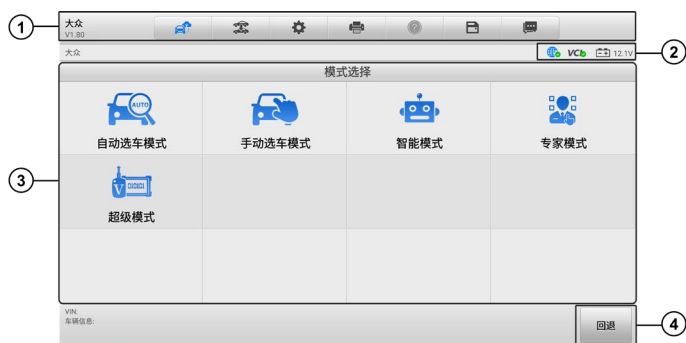 ①
大众
V1.80
大众
VCI 12.1V
②
模式选择
自动选车模式 手动选车模式 智能模式 专家模式
AUTO
③
超级模式
V
VIN:
车辆信息:
回退
④